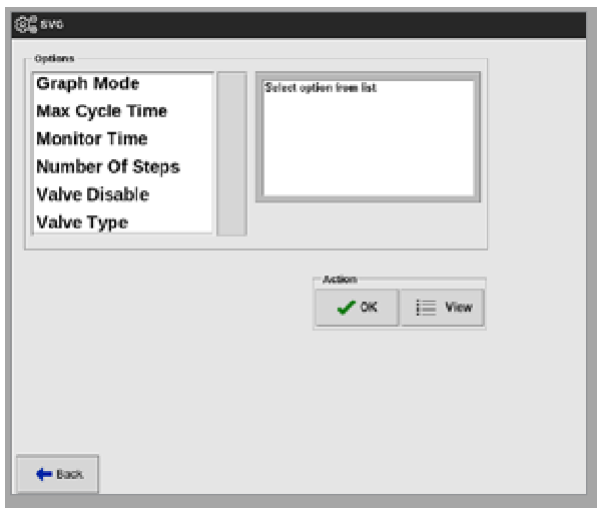 SVG
Options
Graph Mode
Max Cycle Time
Monitor Time
Number Of Steps
Valve Disable
Valve Type
Select option from list
Action
OK
View
Back